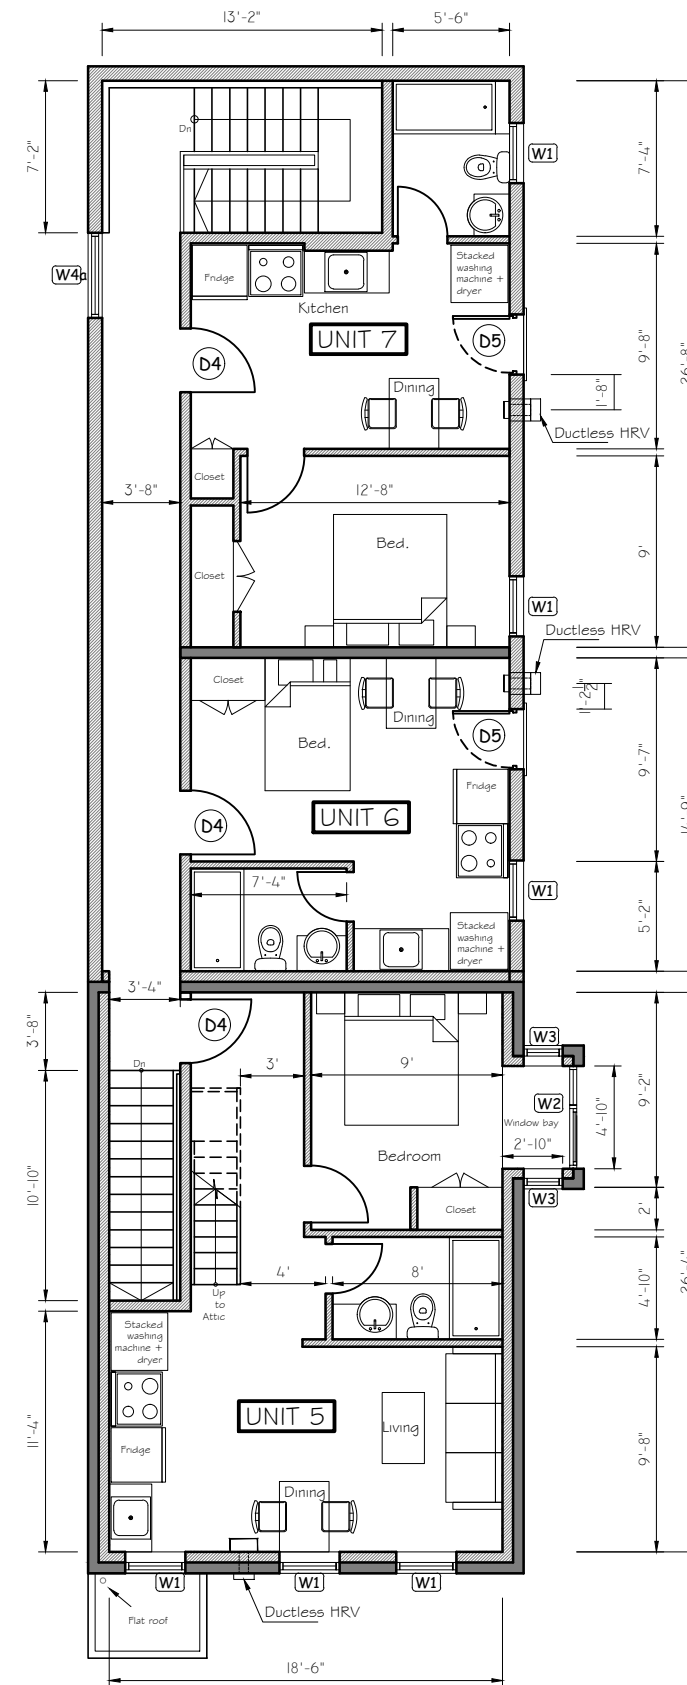 13'-2"
5'-6"
7'-2"
Dn
W1
7'-4"
W4
Fridge
Stacked
washing
machine +
dryer
Kitchen
UNIT 7
D5
D4
9'-8"
26'-8"
1'-8"
Dining
Ductless HRV
Closet
3'-8"
12'-8"
Bed.
9'
Closet
W1
Ductless HRV
Closet
Dining
Bed.
D5
9'-7"
Fridge
UNIT 6
D4
7'-4"
W1
5'-2"
Stacked
washing
machine +
dryer
3'-4"
3'-8"
D4
W3
Dn
3'
9'
9'-2"
W2
Window bay
4'-10"
2'-10"
Bedroom
10'-10"
W3
Closet
2'
4'
8'
4'-10"
26'-4"
Up
to
Attic
Stacked
washing
machine +
dryer
UNIT 5
Living
11'-4"
Fridge
9'-8"
Dining
W1
W1
W1
Ductless HRV
Flat roof
18'-6"